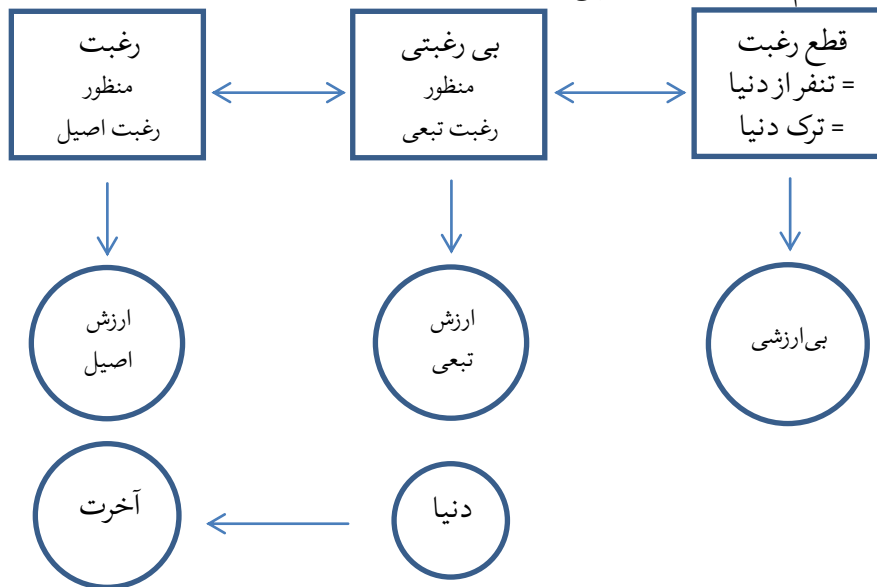 قطع رغبت
= تنفر از دنیا
= ترک دنیا
بی رغبتی
منظور
رغبت تبعی
رغبت
منظور
رغبت اصیل
بی‌ارزشی
ارزش
تبعی
ارزش
اصیل
دنیا
آخرت